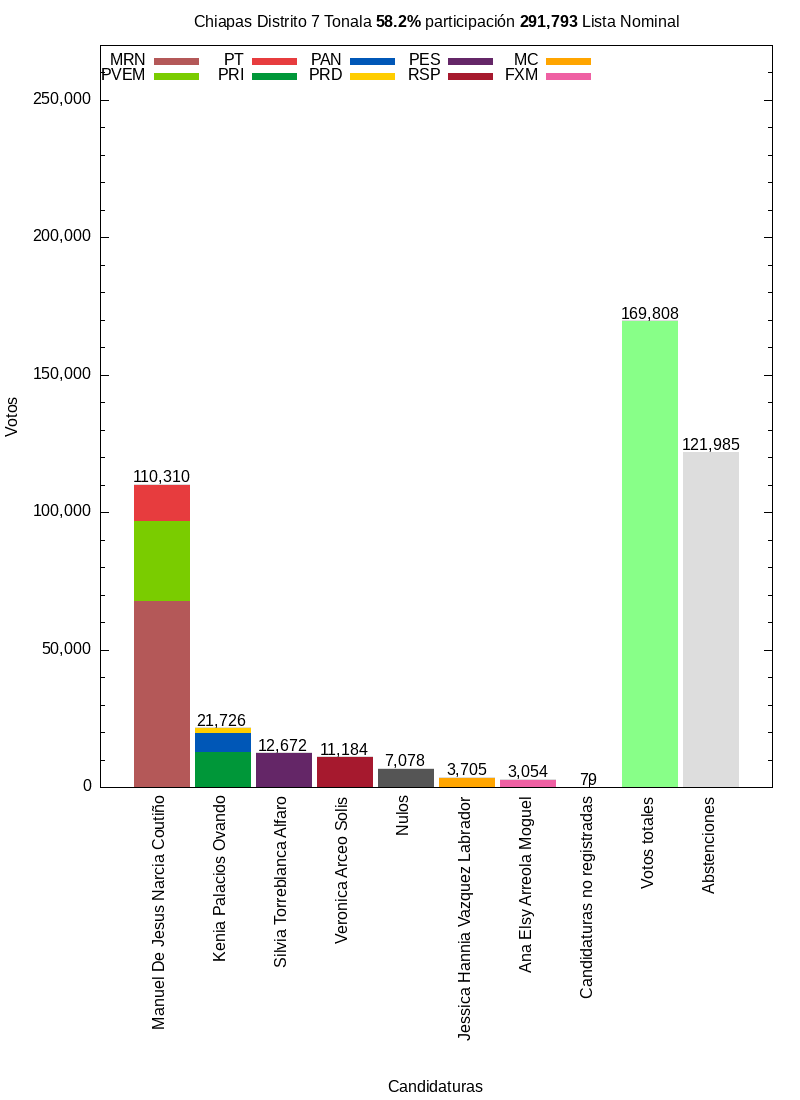 Chiapas Distrito 7 Tonala 58.2% participación 291,793 Lista Nominal
MRN PT PAN PES MC
PVEM PRI PRD RSP FXM
250,000
200,000
150,000
100,000
50,000
0
Votos
110,310
21,726
12,672
11,184
7,078
3,705
3,054
79
169,808
121,985
Manuel De Jesus Narcia Coutiño
Kenia Palacios Ovando
Silvia Torreblanca Alfaro
Veronica Arceo Solis
Nulos
Jessica Hannia Vazquez Labrador
Ana Elsy Arreola Moguel
Candidaturas no registradas
Votos totales
Abstenciones
Candidaturas